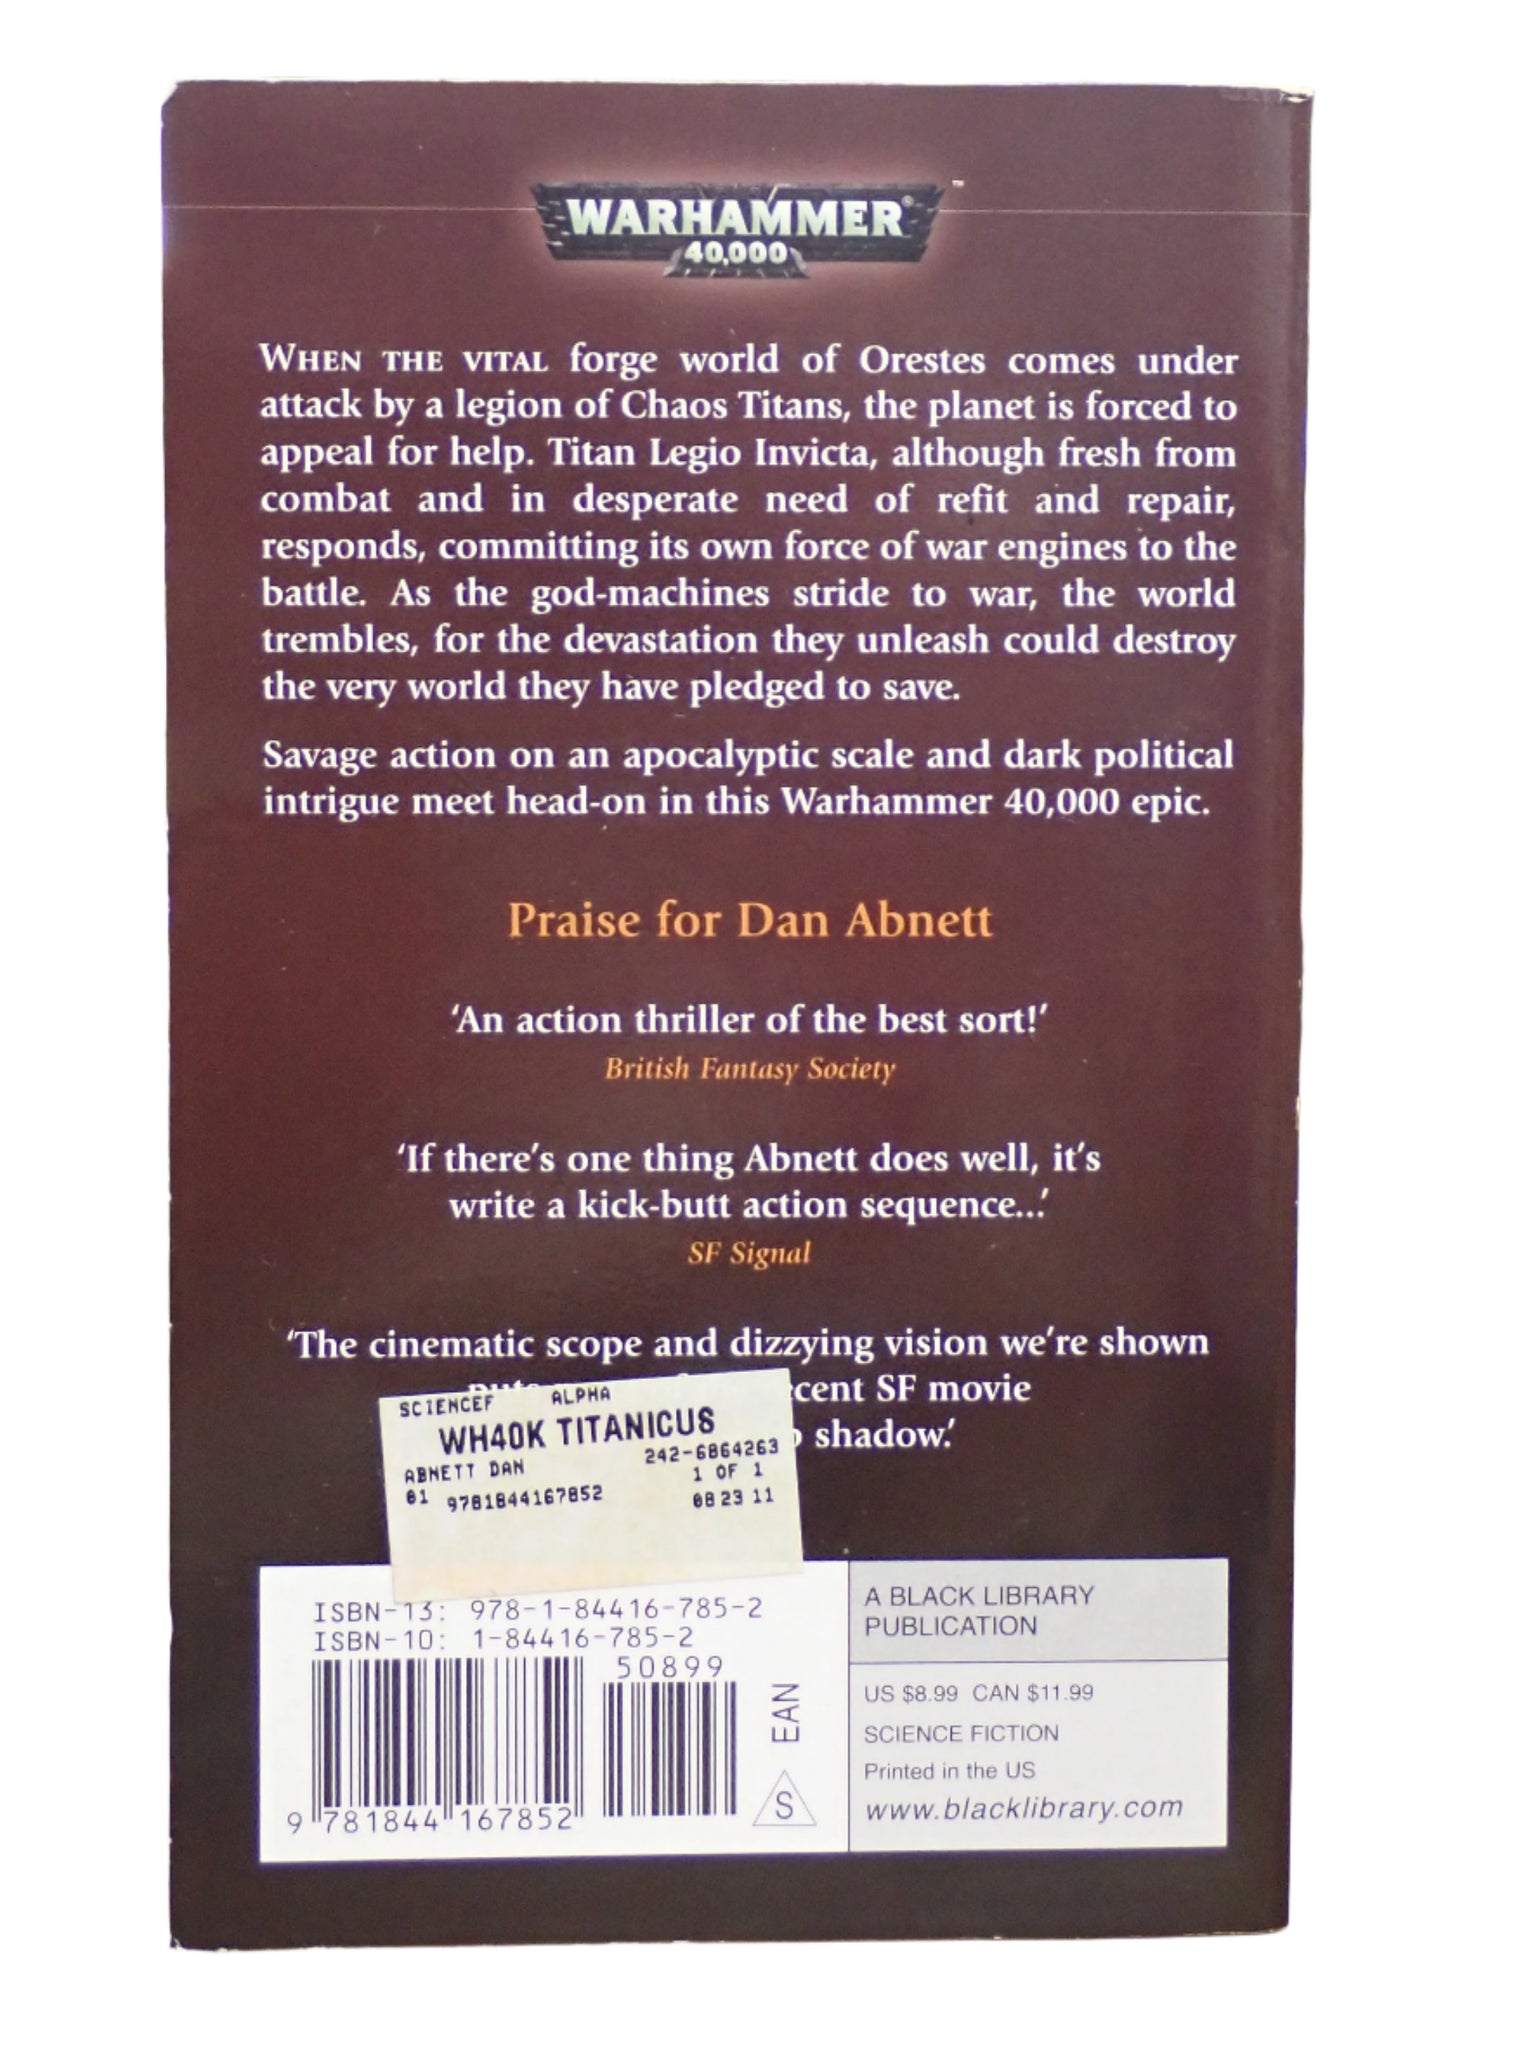 WARHAMMER®™
40,000
WHEN THE VITAL forge world of Orestes comes under
attack by a legion of Chaos Titans, the planet is forced to
appeal for help. Titan Legio Invicta, although fresh from
combat and in desperate need of refit and repair,
responds, committing its own force of war engines to the
battle. As the god-machines stride to war, the world
trembles, for the devastation they unleash could destroy
the very world they have pledged to save.
Savage action on an apocalyptic scale and dark political
intrigue meet head-on in this Warhammer 40,000 epic.
Praise for Dan Abnett
‘An action thriller of the best sort!’
British Fantasy Society
‘If there’s one thing Abnett does well, it’s
write a kick-butt action sequence...’
SF Signal
‘The cinematic scope and dizzying vision we’re shown
SF movie
shadow.’
SCIENCEF ALPHA
WH40K TITANICUS
ABNETT DAN 242-6864263
1 OF 1
01 9781844167852 08 23 11
ISBN-13: 978-1-84416-785-2
ISBN-10: 1-84416-785-2
50899
9 781844 167852
EAN
S
A BLACK LIBRARY
PUBLICATION
US $8.99 CAN $11.99
SCIENCE FICTION
Printed in the US
www.blacklibrary.com